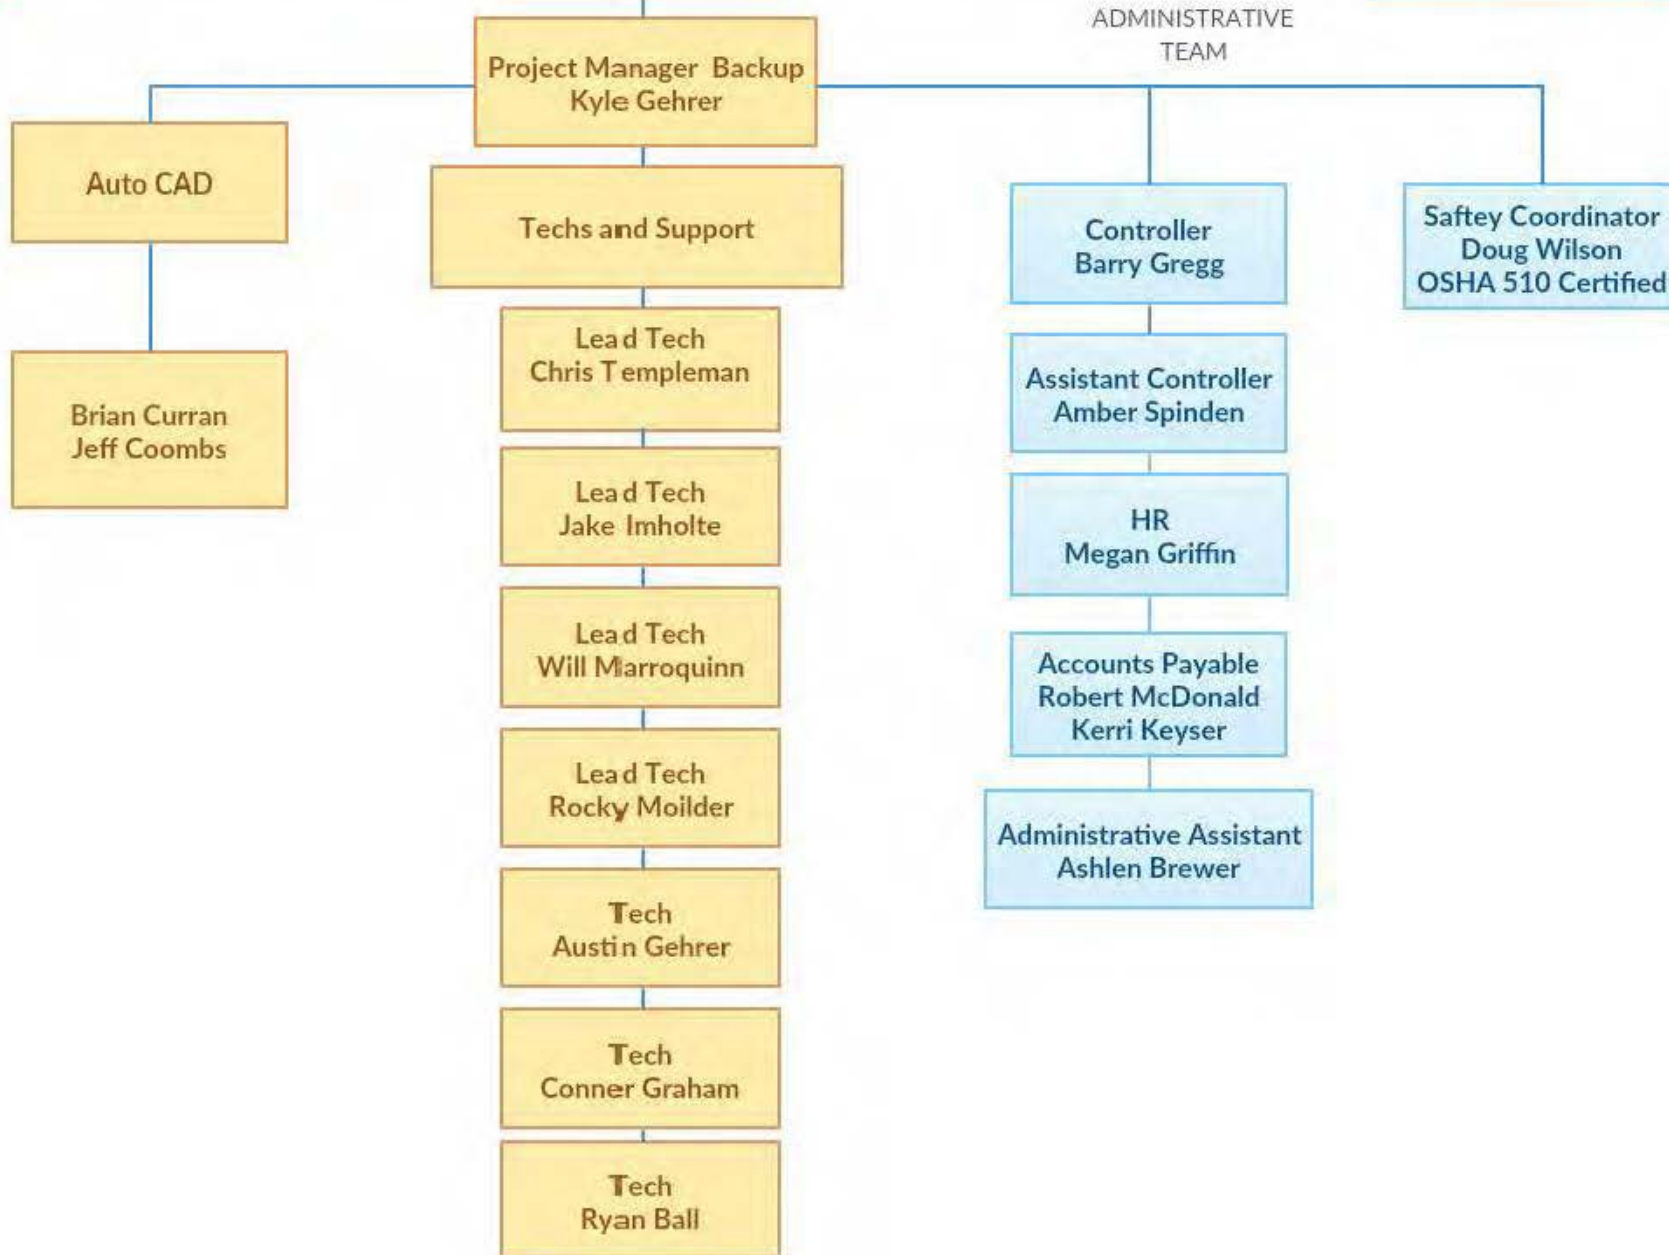 ADMINISTRATIVE
TEAM
Project Manager Backup
Kyle Gehrer
Auto CAD
Brian Curran
Jeff Coombs
Techs and Support
Lead Tech
Chris Templeman
Lead Tech
Jake Imholte
Lead Tech
Will Marroquinn
Lead Tech
Rocky Moilder
Tech
Austin Gehrer
Tech
Conner Graham
Tech
Ryan Ball
Controller
Barry Gregg
Assistant Controller
Amber Spinden
HR
Megan Griffin
Accounts Payable
Robert McDonald
Kerri Keyser
Administrative Assistant
Ashlen Brewer
Saftey Coordinator
Doug Wilson
OSHA 510 Certified